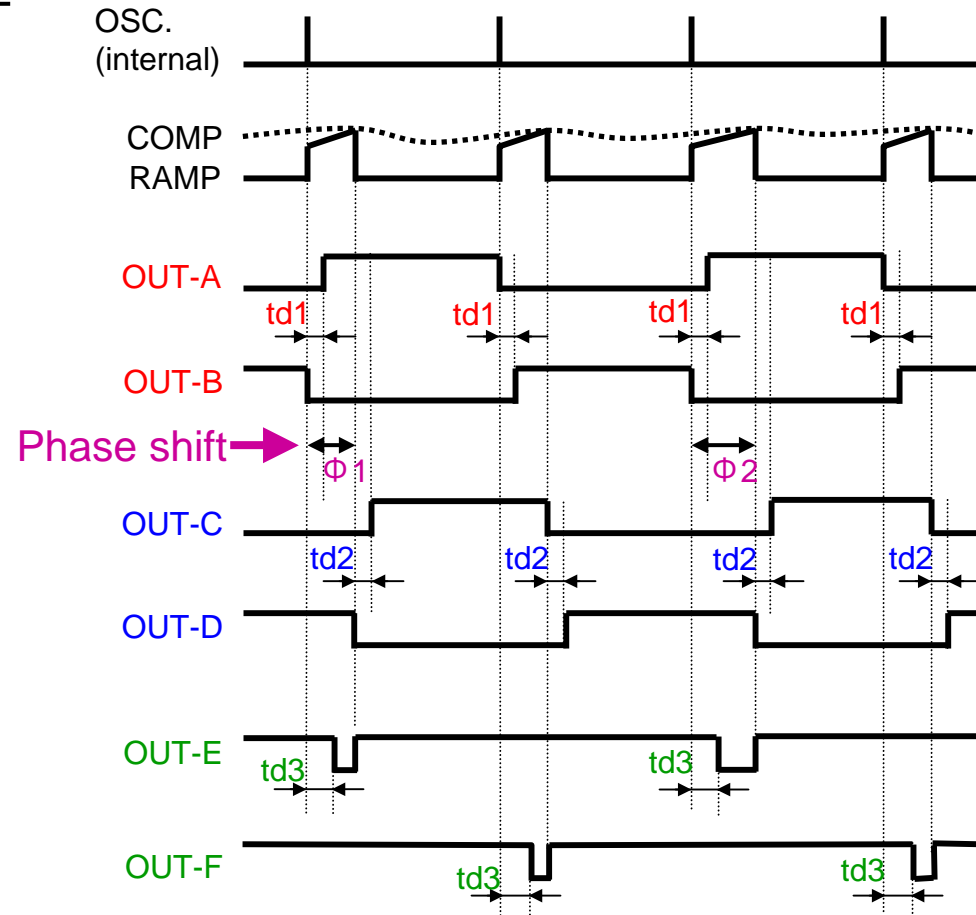 OSC.
(internal)
COMP
RAMP
OUT-A
td1 td1 td1 td1
OUT-B
Phase shift
Φ1 Φ2
OUT-C
td2 td2 td2 td2
OUT-D
OUT-E
td3 td3
OUT-F
td3 td3